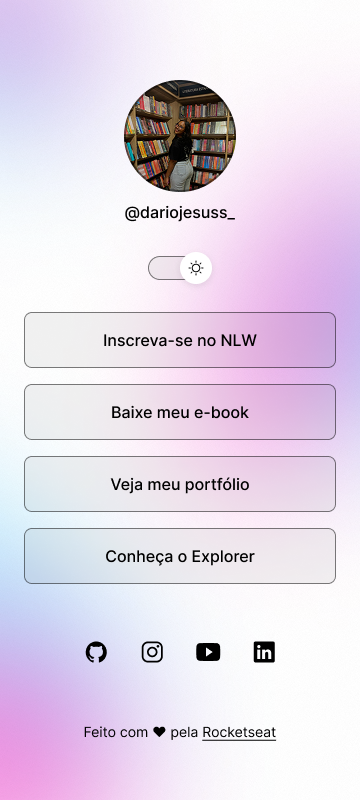 @dariojesuss_
Inscreva-se no NLW
Baixe meu e-book
Veja meu portfólio
Conheça o Explorer
Feito com ♥ pela Rocketseat